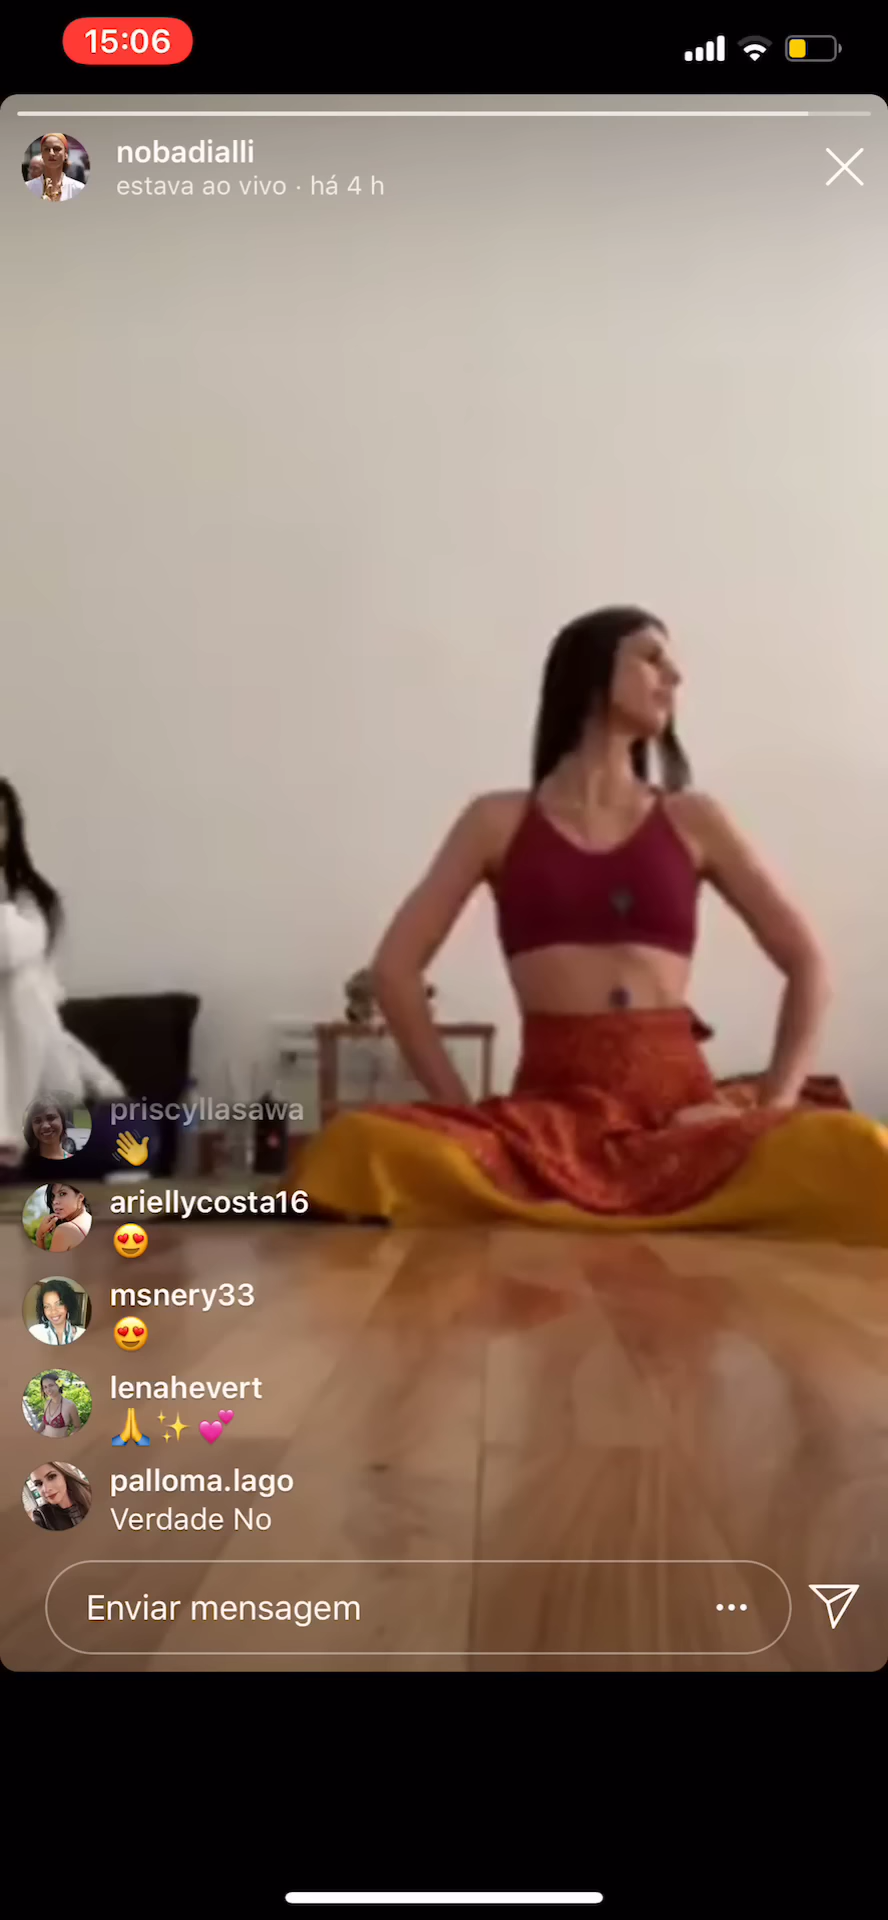 15:06
nobadialli
estava ao vivo · há 4 h
priscyllasawa
👋
ariellycosta16
😍
msnery33
😍
lenahevert
🙏✨💕
palloma.lago
Verdade No
Enviar mensagem